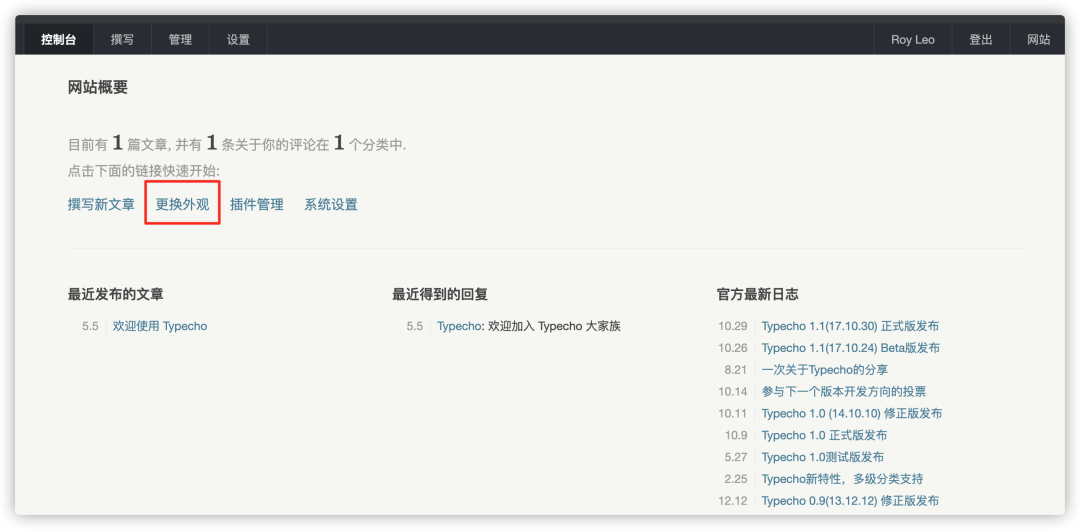 控制台 撰写 管理 设置 Roy Leo 登出 网站
网站概要
目前有 1 篇文章, 并有 1 条关于你的评论在 1 个分类中.
点击下面的链接快速开始:
撰写新文章 更换外观 插件管理 系统设置
最近发布的文章
5.5 欢迎使用 Typecho
最近得到的回复
5.5 Typecho: 欢迎加入 Typecho 大家族
官方最新日志
10.29 Typecho 1.1(17.10.30) 正式版发布
10.26 Typecho 1.1(17.10.24) Beta版发布
8.21 一次关于Typecho的分享
10.14 参与下一个版本开发方向的投票
10.11 Typecho 1.0 (14.10.10) 修正版发布
10.9 Typecho 1.0 正式版发布
5.27 Typecho 1.0测试版发布
2.25 Typecho新特性，多级分类支持
12.12 Typecho 0.9(13.12.12) 修正版发布